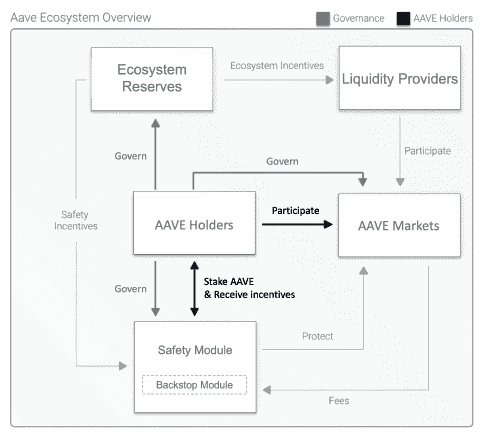 Aave Ecosystem Overview
Governance
AAVE Holders
Ecosystem
Reserves
Ecosystem Incentives
Liquidity Providers
Govern
Govern
Participate
Safety
Incentives
AAVE Holders
Participate
AAVE Markets
Govern
Stake AAVE
& Receive incentives
Safety Module
Protect
Backstop Module
Fees